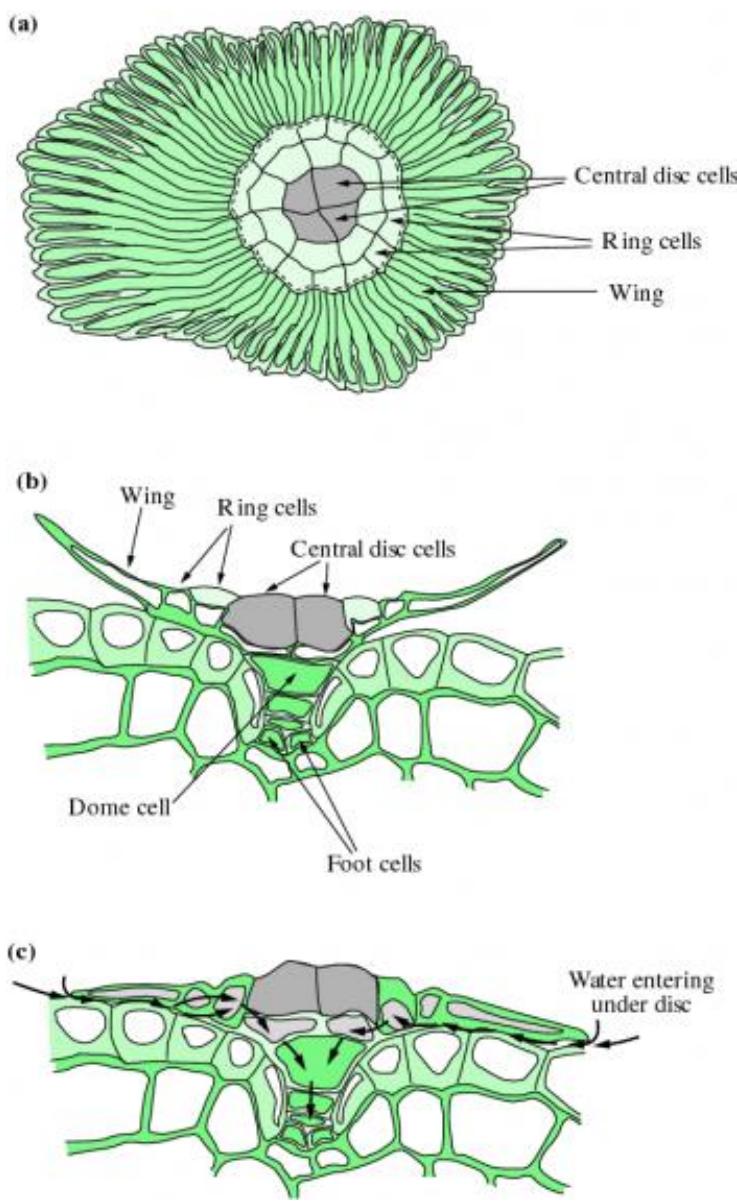 (a)
Central disc cells
Ring cells
Wing
(b)
Wing
Ring cells
Central disc cells
Dome cell
Foot cells
(c)
Water entering
under disc